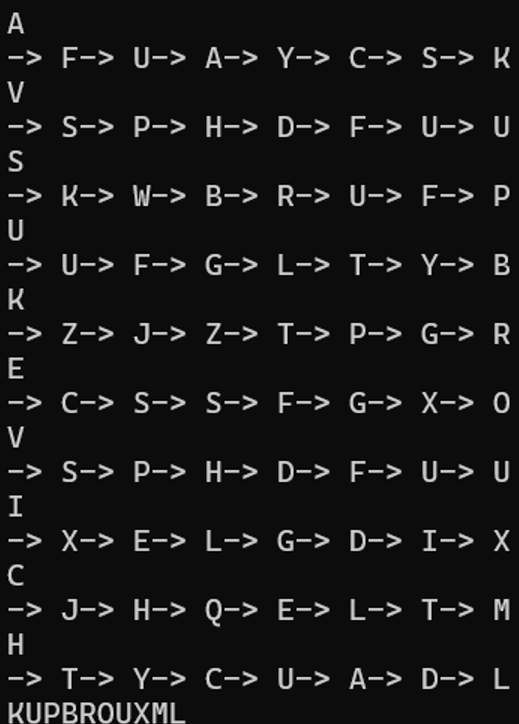 A
-> F-> U-> A-> Y-> C-> S-> K
V
-> S-> P-> H-> D-> F-> U-> U
S
-> K-> W-> B-> R-> U-> F-> P
U
-> U-> F-> G-> L-> T-> Y-> B
K
-> Z-> J-> Z-> T-> P-> G-> R
E
-> C-> S-> S-> F-> G-> X-> O
V
-> S-> P-> H-> D-> F-> U-> U
I
-> X-> E-> L-> G-> D-> I-> X
C
-> J-> H-> Q-> E-> L-> T-> M
H
-> T-> Y-> C-> U-> A-> D-> L
KUPBROUXML